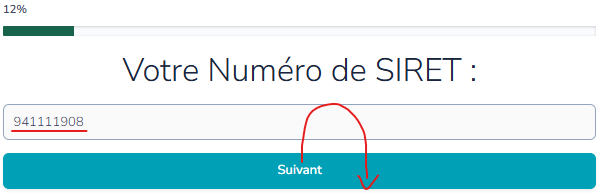 12%
Votre Numéro de SIRET :
941111908
Suivant